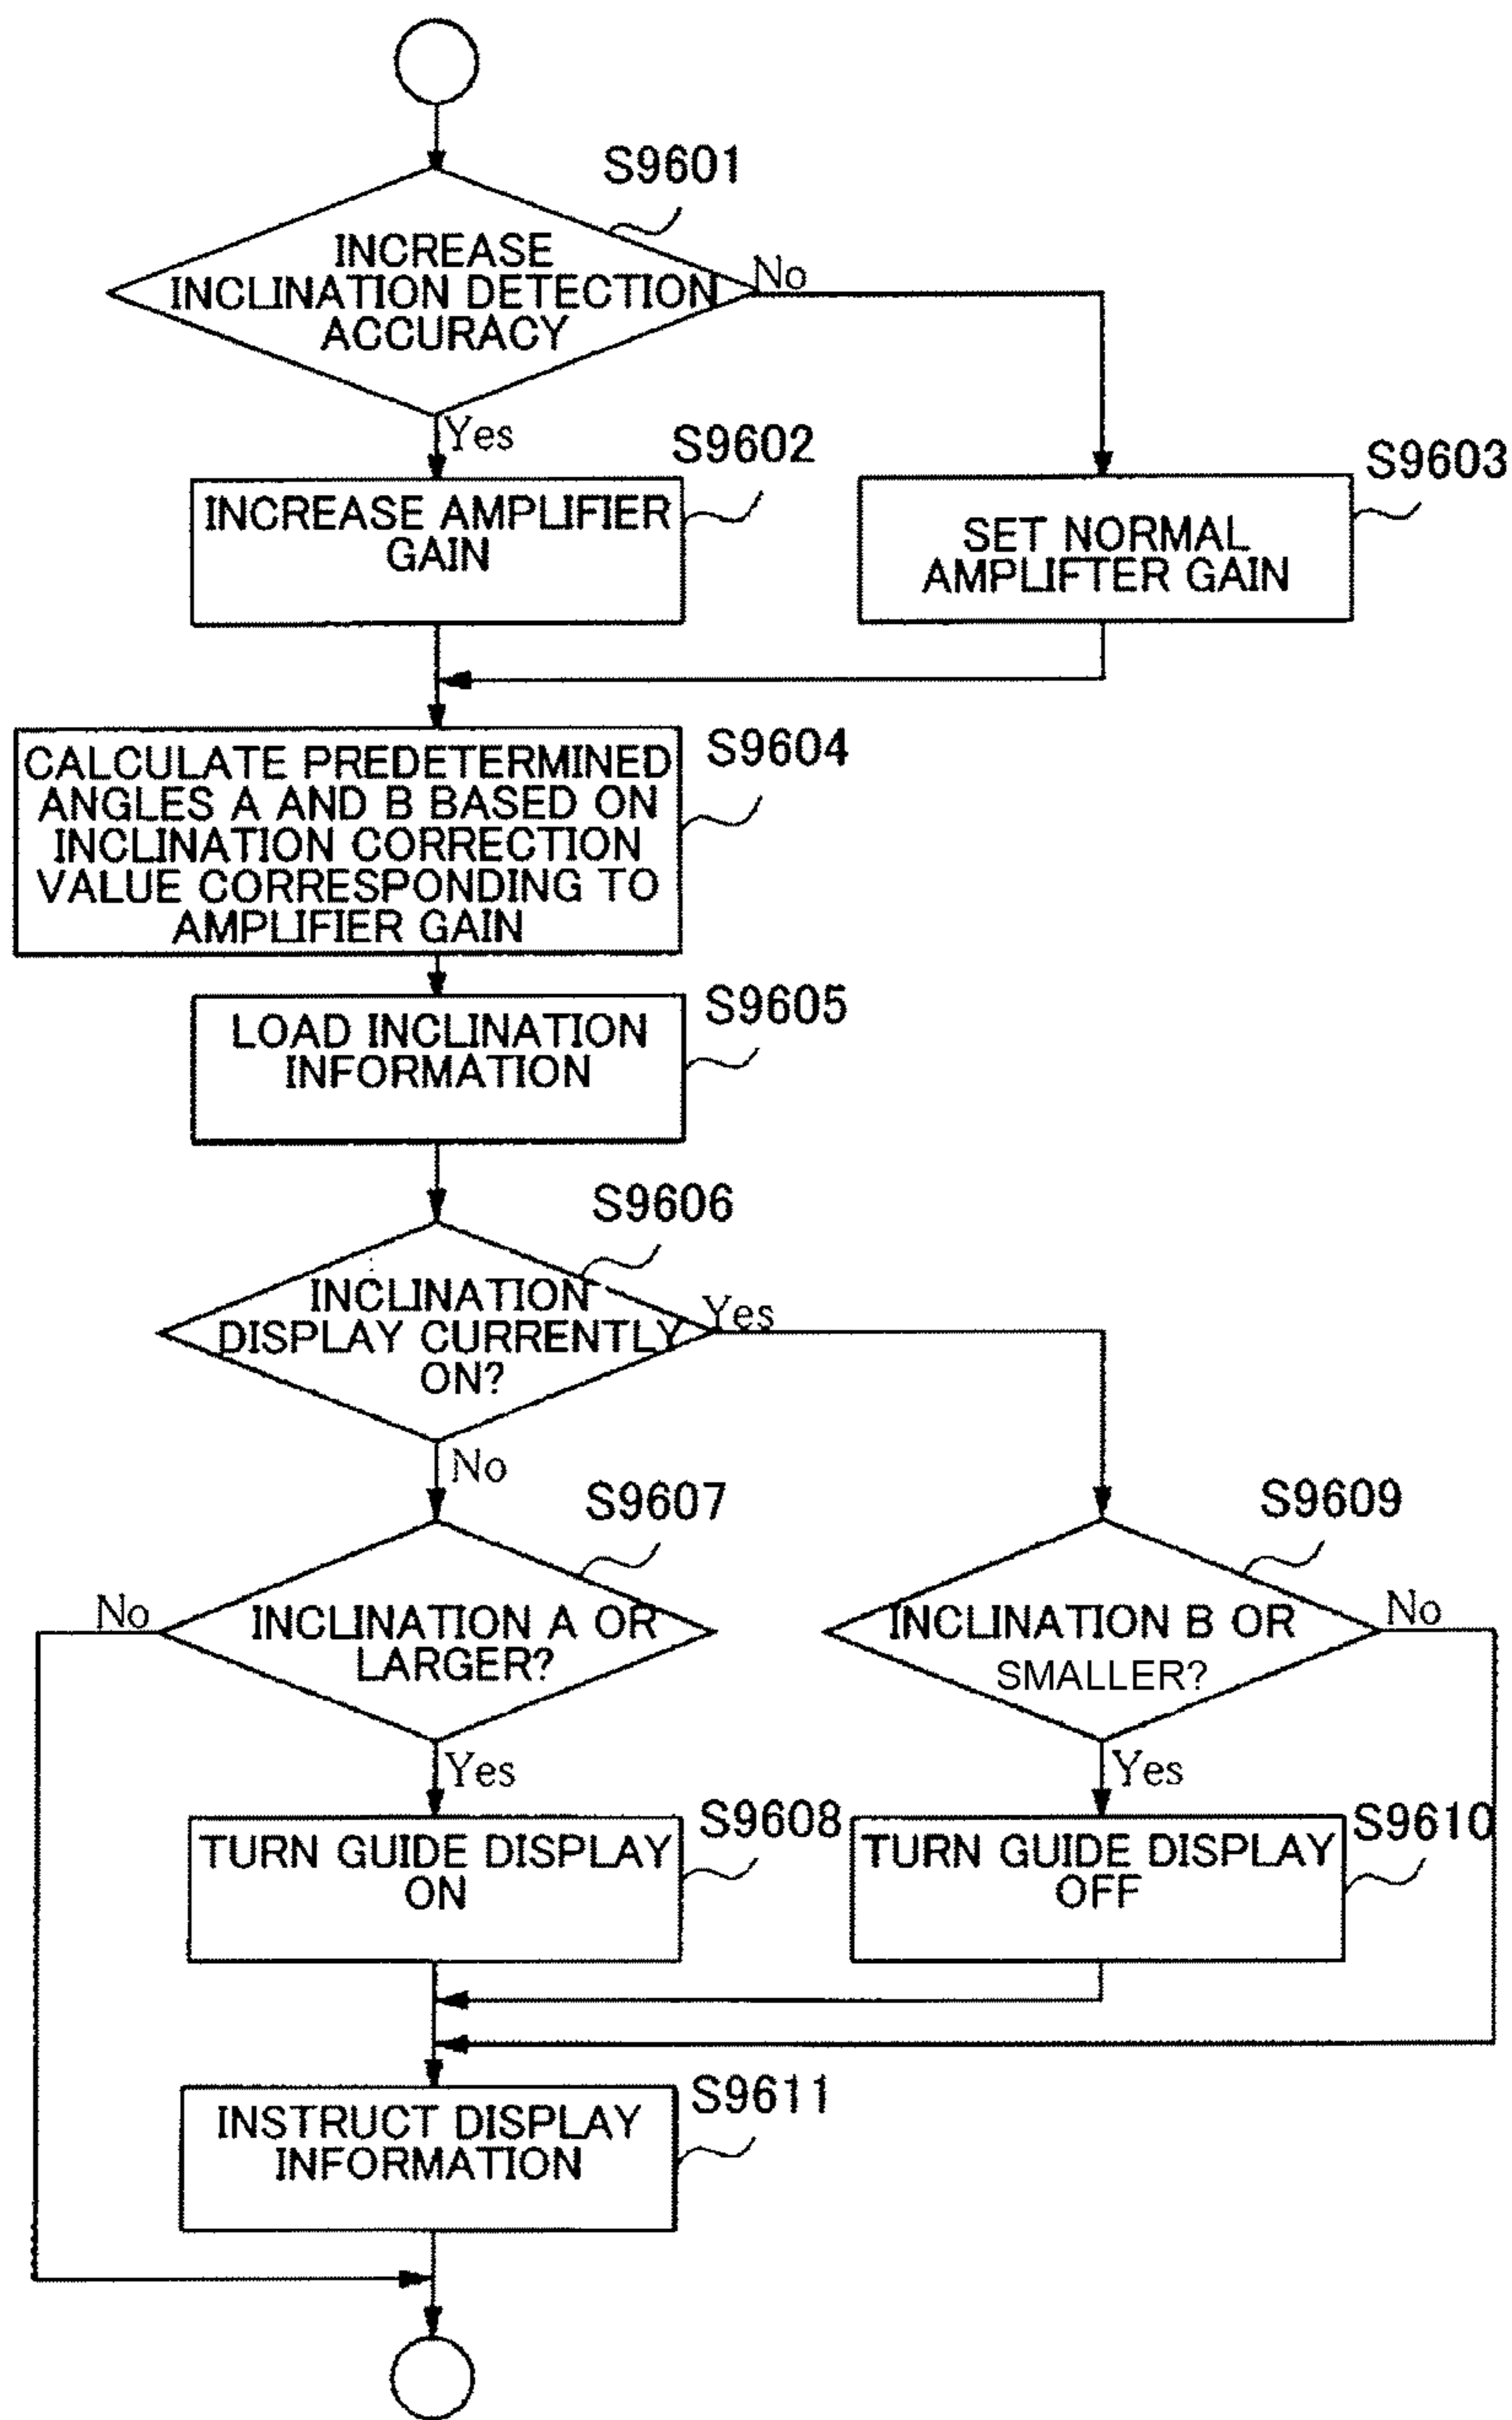 S9601
INCREASE
INCLINATION DETECTION
ACCURACY
No
Yes
S9602
INCREASE AMPLIFIER
GAIN
S9603
SET NORMAL
AMPLIFTER GAIN
S9604
CALCULATE PREDETERMINED
ANGLES A AND B BASED ON
INCLINATION CORRECTION
VALUE CORRESPONDING TO
AMPLIFIER GAIN
S9605
LOAD INCLINATION
INFORMATION
S9606
INCLINATION
DISPLAY CURRENTLY
ON?
Yes
No
S9607
No
INCLINATION A OR
LARGER?
Yes
S9609
INCLINATION B OR
SMALLER?
No
Yes
S9608
TURN GUIDE DISPLAY
ON
S9610
TURN GUIDE DISPLAY
OFF
S9611
INSTRUCT DISPLAY
INFORMATION